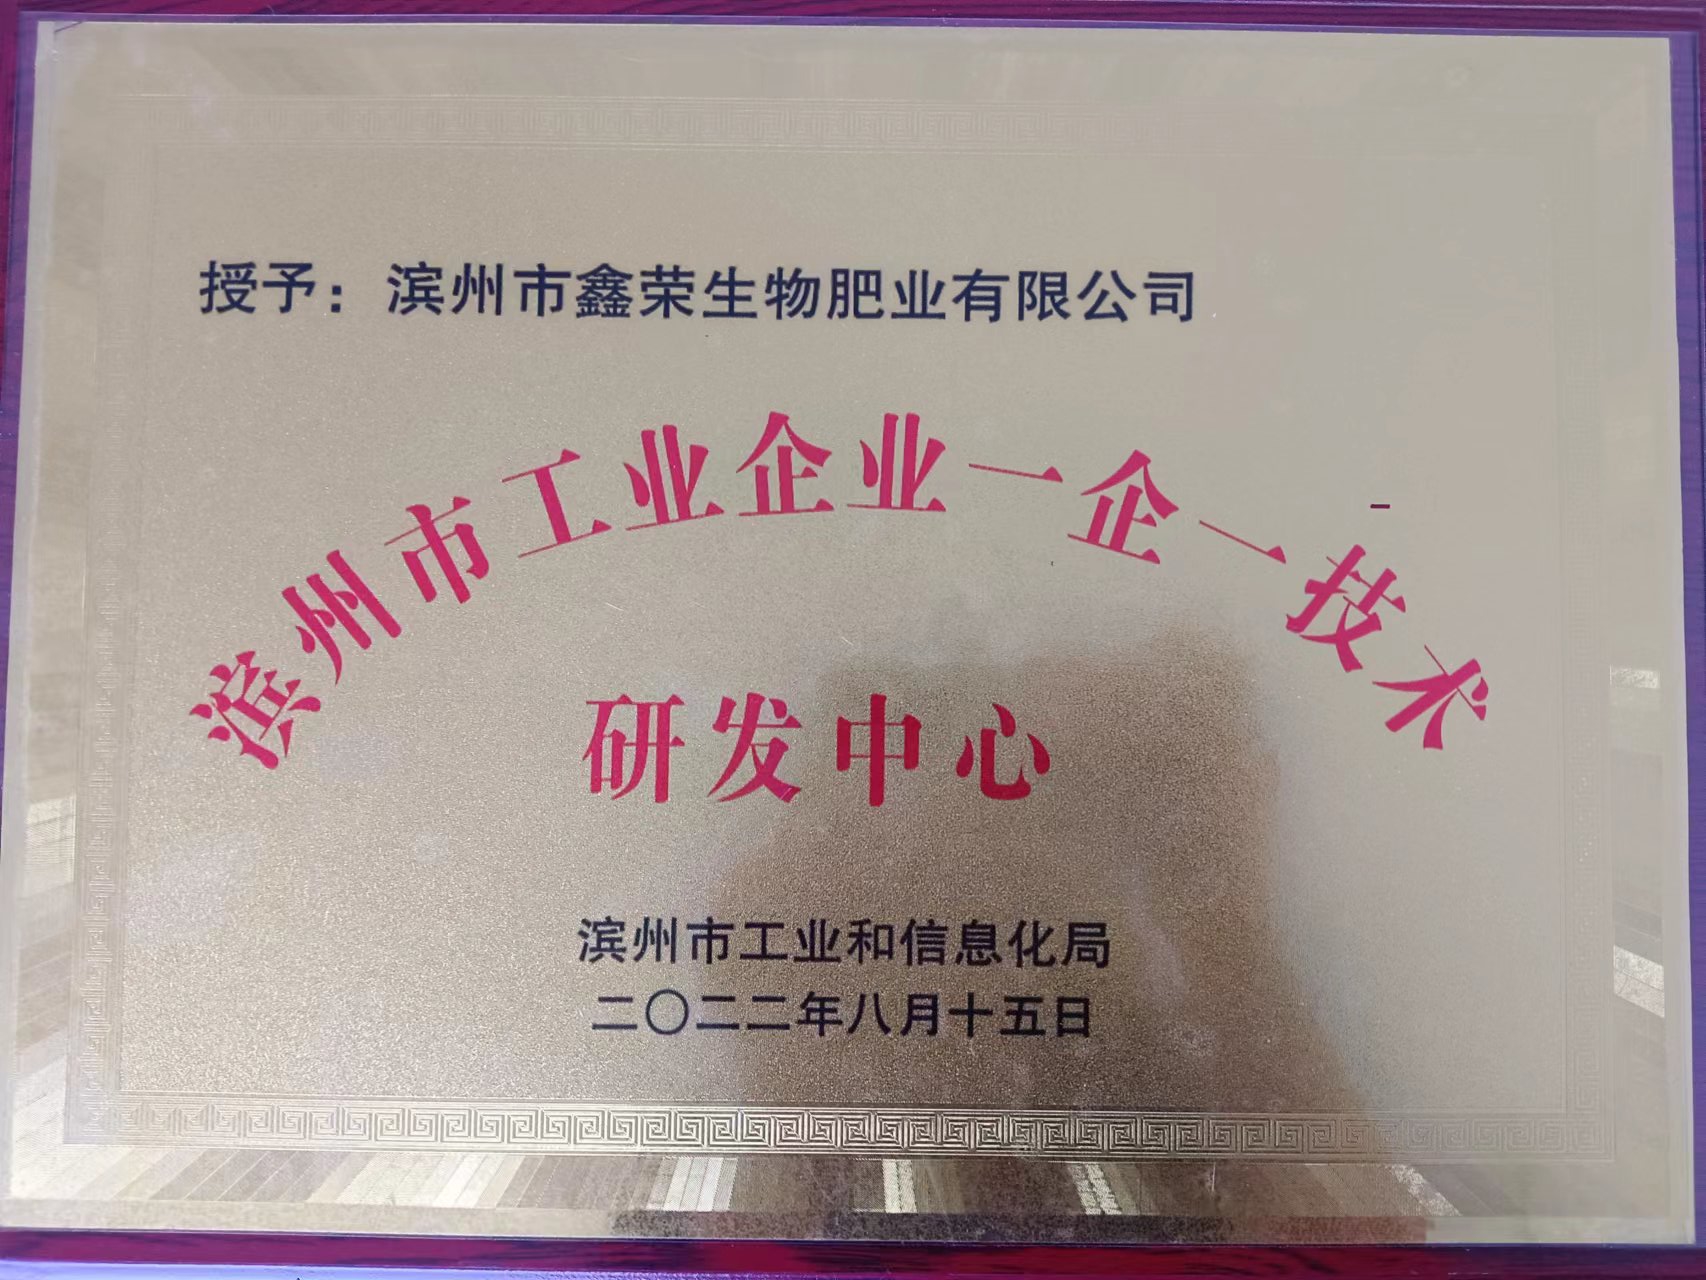 授予：滨州市鑫荣生物肥业有限公司
滨州市工业企业一企一技术
研发中心
滨州市工业和信息化局
二〇二二年八月十五日